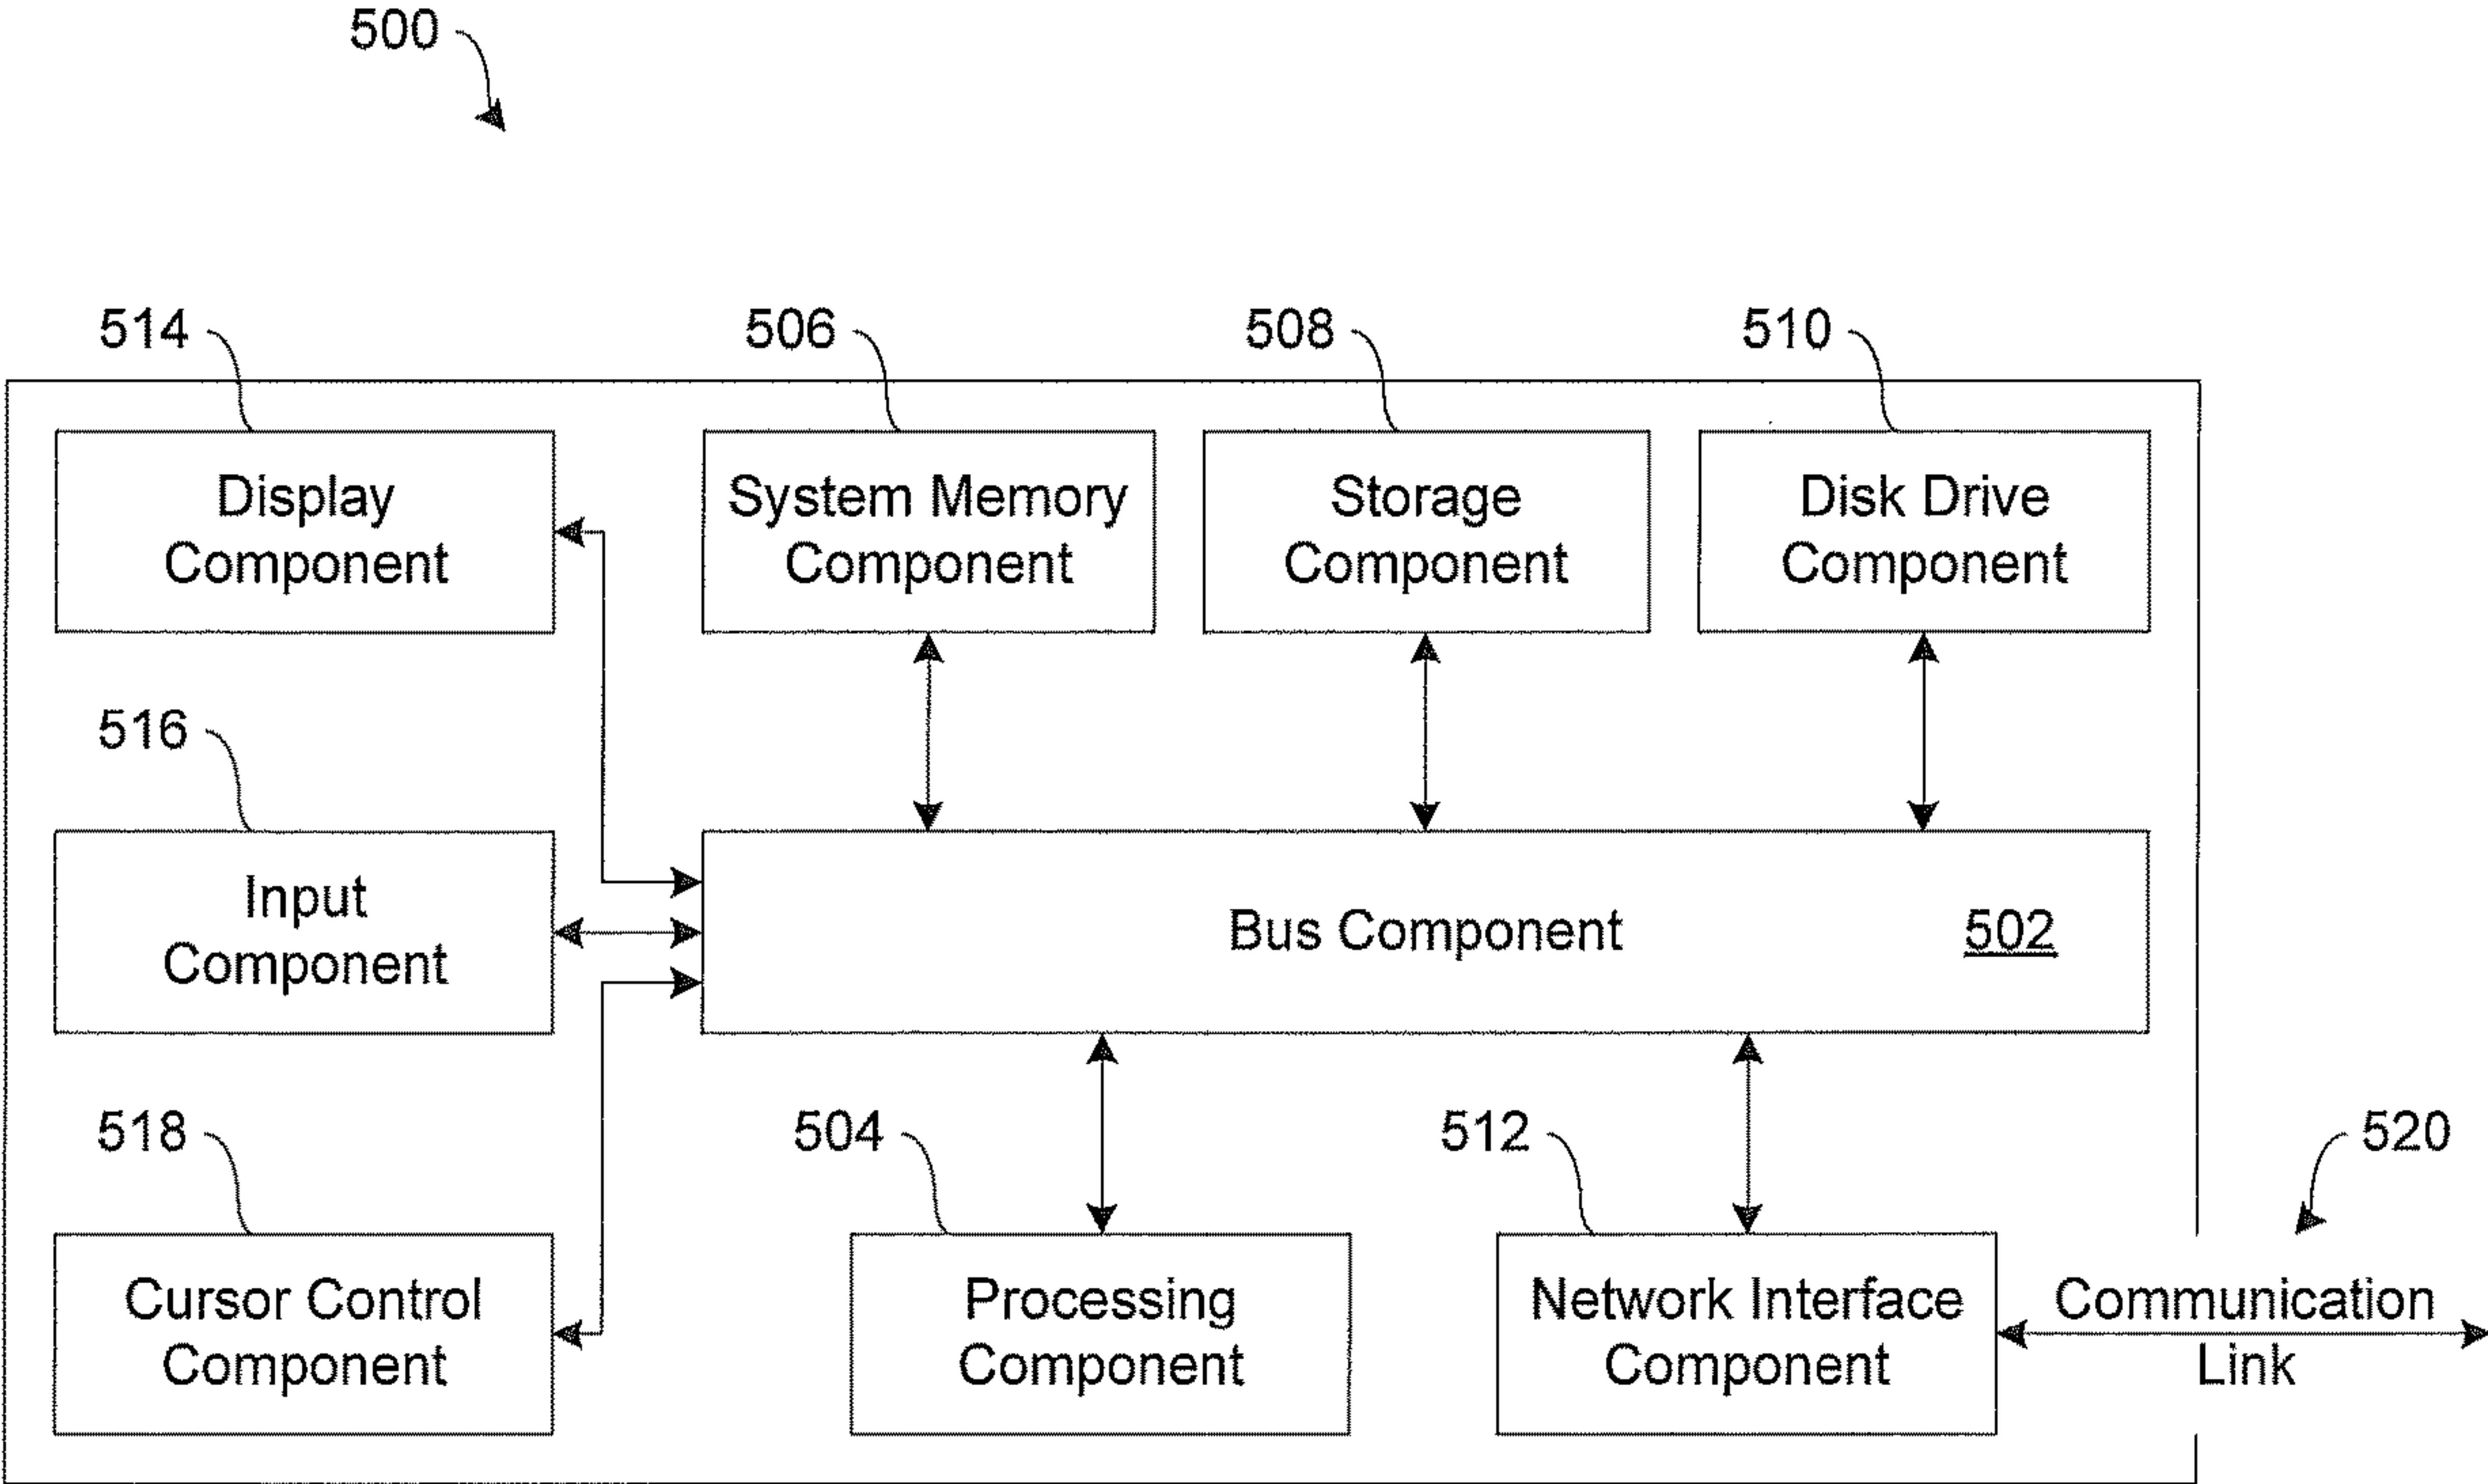 500
514
506
508
510
Display
Component
System Memory
Component
Storage
Component
Disk Drive
Component
516
Input
Component
Bus Component 502
518
504
512
520
Cursor Control
Component
Processing
Component
Network Interface
Component
Communication
Link